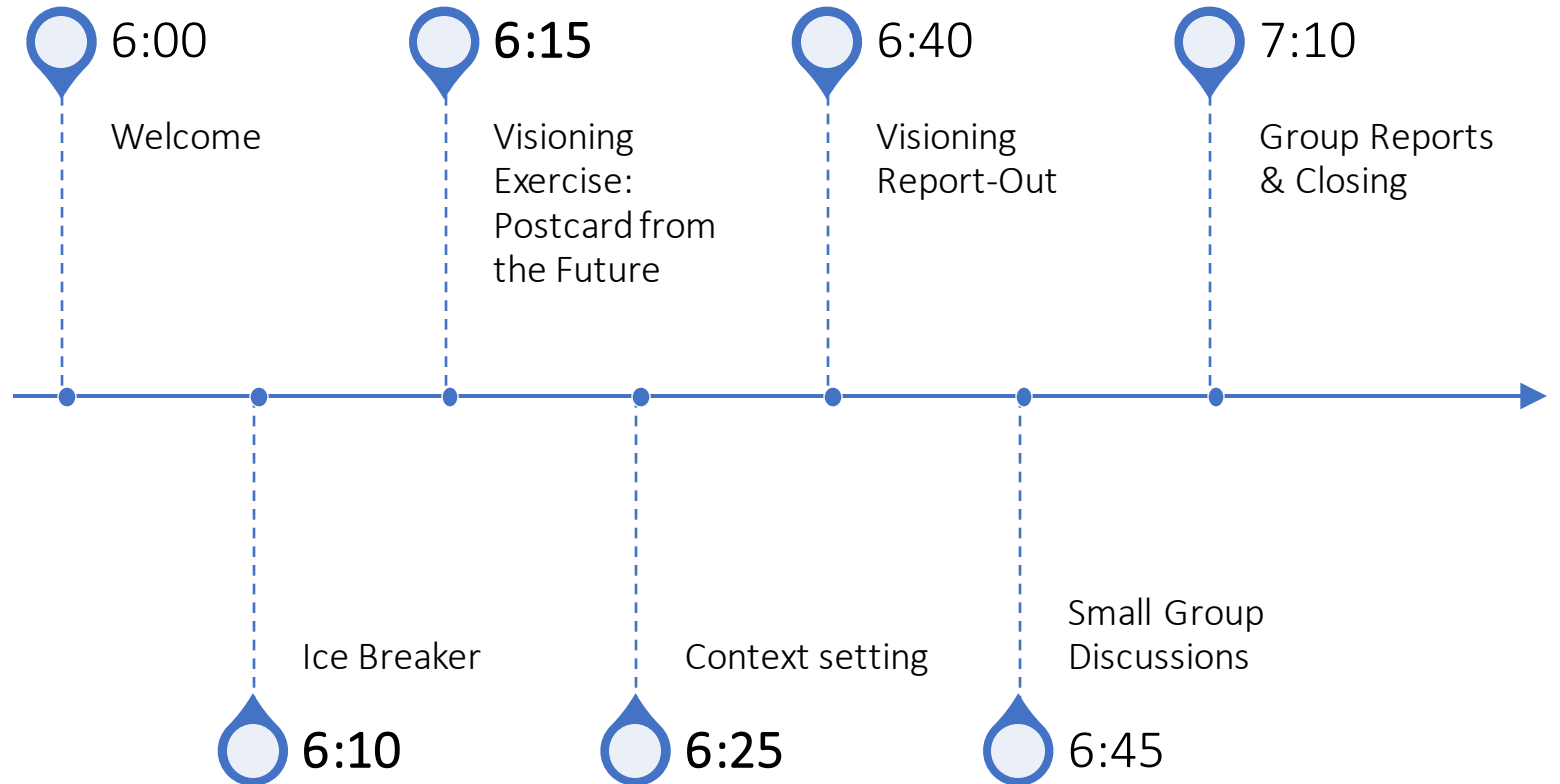 6:00
Welcome
6:10
Ice Breaker
6:15
Visioning
Exercise:
Postcard from
the Future
6:25
Context setting
6:40
Visioning
Report-Out
6:45
Small Group
Discussions
7:10
Group Reports
& Closing